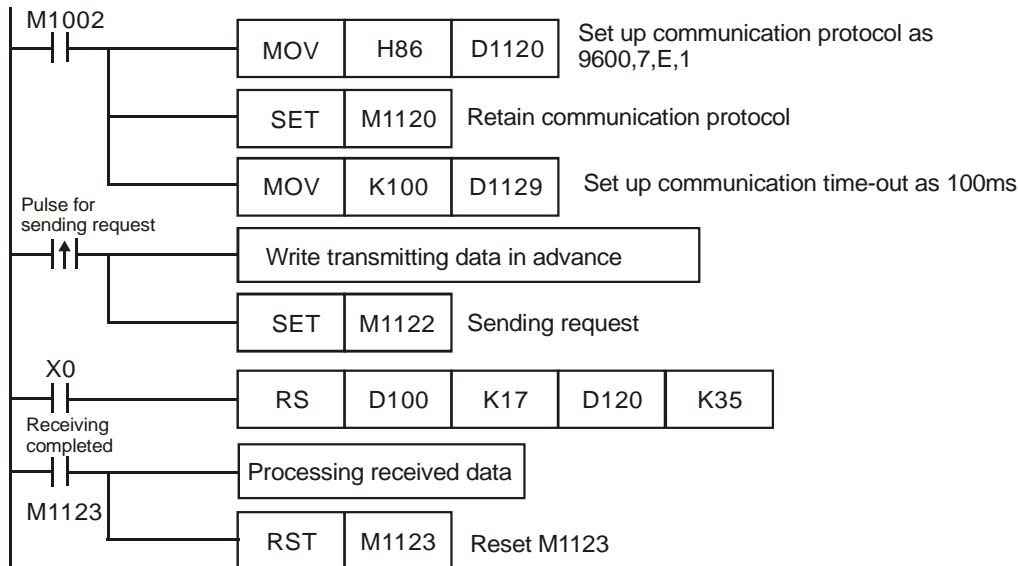 M1002
MOV H86 D1120 Set up communication protocol as
9600,7,E,1
SET M1120 Retain communication protocol
MOV K100 D1129 Set up communication time-out as 100ms
Pulse for
sending request
Write transmitting data in advance
SET M1122 Sending request
X0
RS D100 K17 D120 K35
Receiving
completed
Processing received data
M1123
RST M1123 Reset M1123